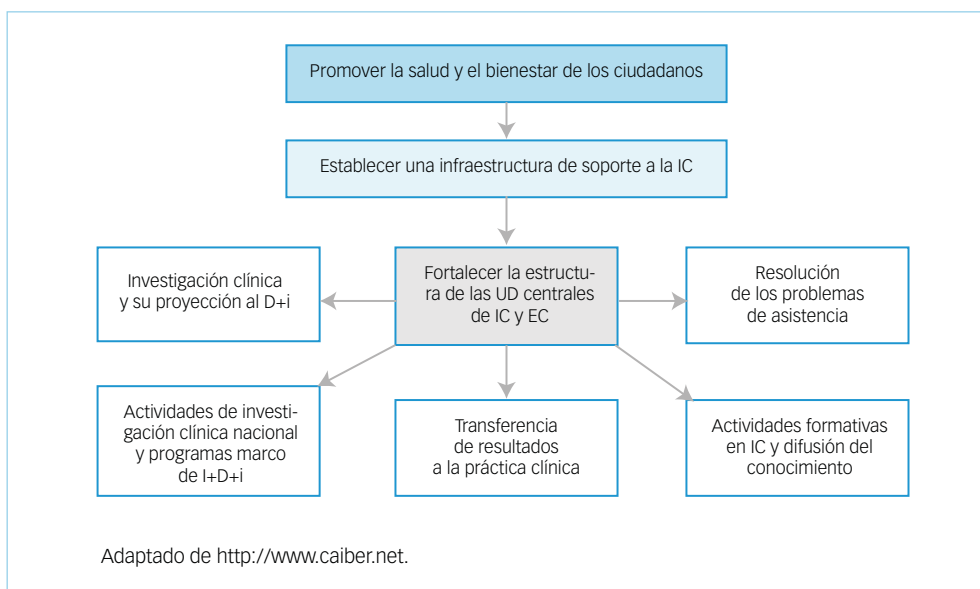 Promover la salud y el bienestar de los ciudadanos
Establecer una infraestructura de soporte a la IC
Investigación clínica
y su proyección al D+i
Fortalecer la estructu-
ra de las UD centrales
de IC y EC
Resolución
de los problemas
de asistencia
Actividades de investi-
gación clínica nacional
y programas marco
de I+D+i
Transferencia
de resultados
a la práctica clínica
Actividades formativas
en IC y difusión del
conocimiento
Adaptado de http://www.caiber.net.